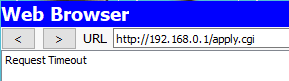 Web Browser
< > URL http://192.168.0.1/apply.cgi
Request Timeout